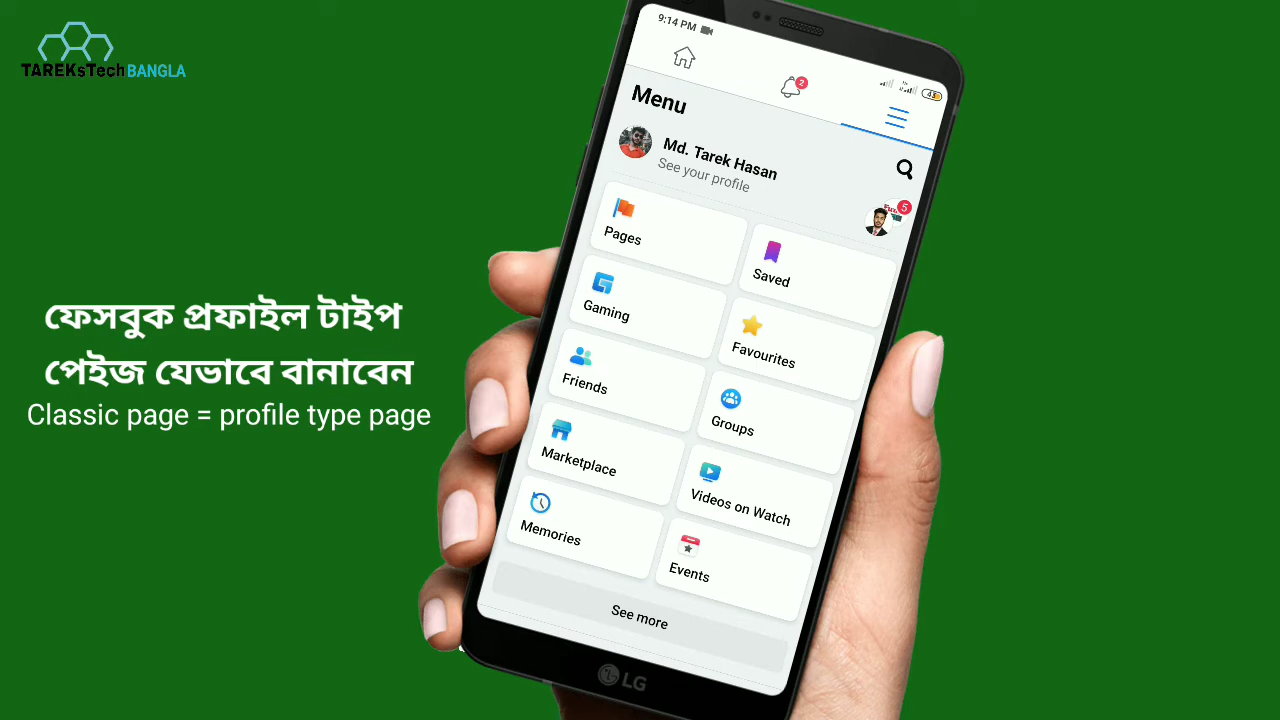 TAREKsTech BANGLA
ফেসবুক প্রফাইল টাইপ
পেইজ যেভাবে বানাবেন
Classic page = profile type page
9:14 PM
2
43
Menu
Md. Tarek Hasan
See your profile
5
Pages
Saved
Gaming
Favourites
Friends
Groups
Marketplace
Videos on Watch
Memories
Events
See more
LG